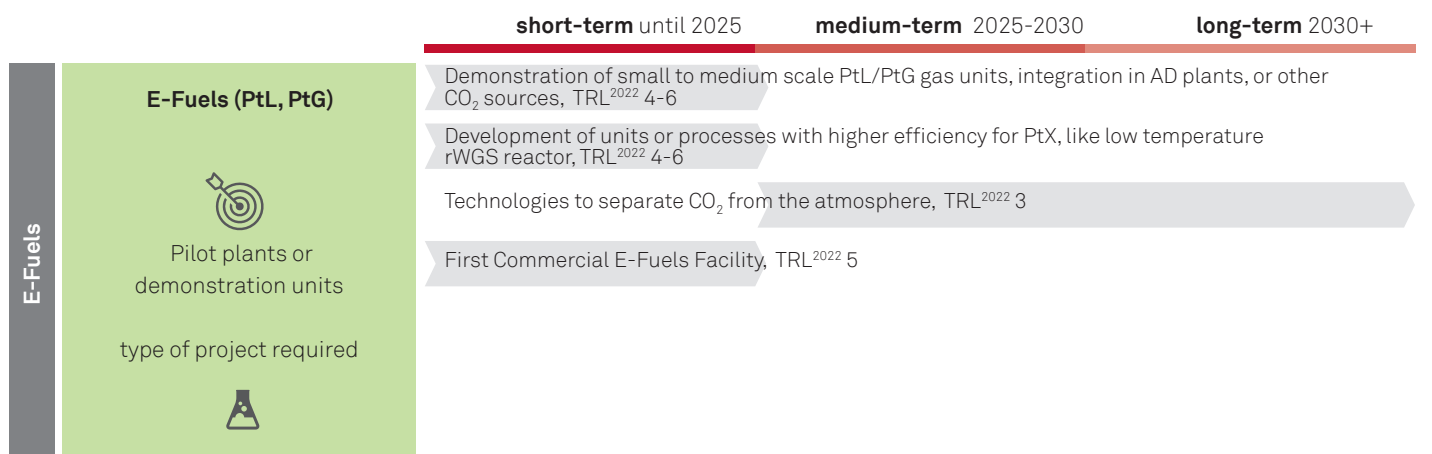 short-term until 2025 medium-term 2025-2030 long-term 2030+
E-Fuels
E-Fuels (PtL, PtG)
Pilot plants or
demonstration units
type of project required
Demonstration of small to medium scale PtL/PtG gas units, integration in AD plants, or other
CO₂ sources, TRL²⁰²² 4-6
Development of units or processes with higher efficiency for PtX, like low temperature
rWGS reactor, TRL²⁰²² 4-6
Technologies to separate CO₂ from the atmosphere, TRL²⁰²² 3
First Commercial E-Fuels Facility, TRL²⁰²² 5